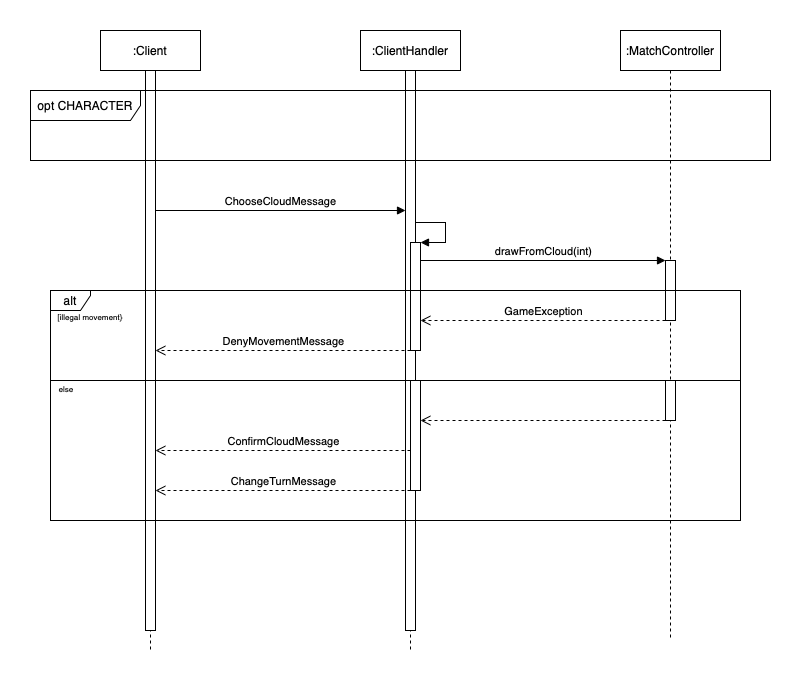 :Client
:ClientHandler
:MatchController
opt CHARACTER
ChooseCloudMessage
drawFromCloud(int)
alt
[illegal movement}
GameException
DenyMovementMessage
else
ConfirmCloudMessage
ChangeTurnMessage